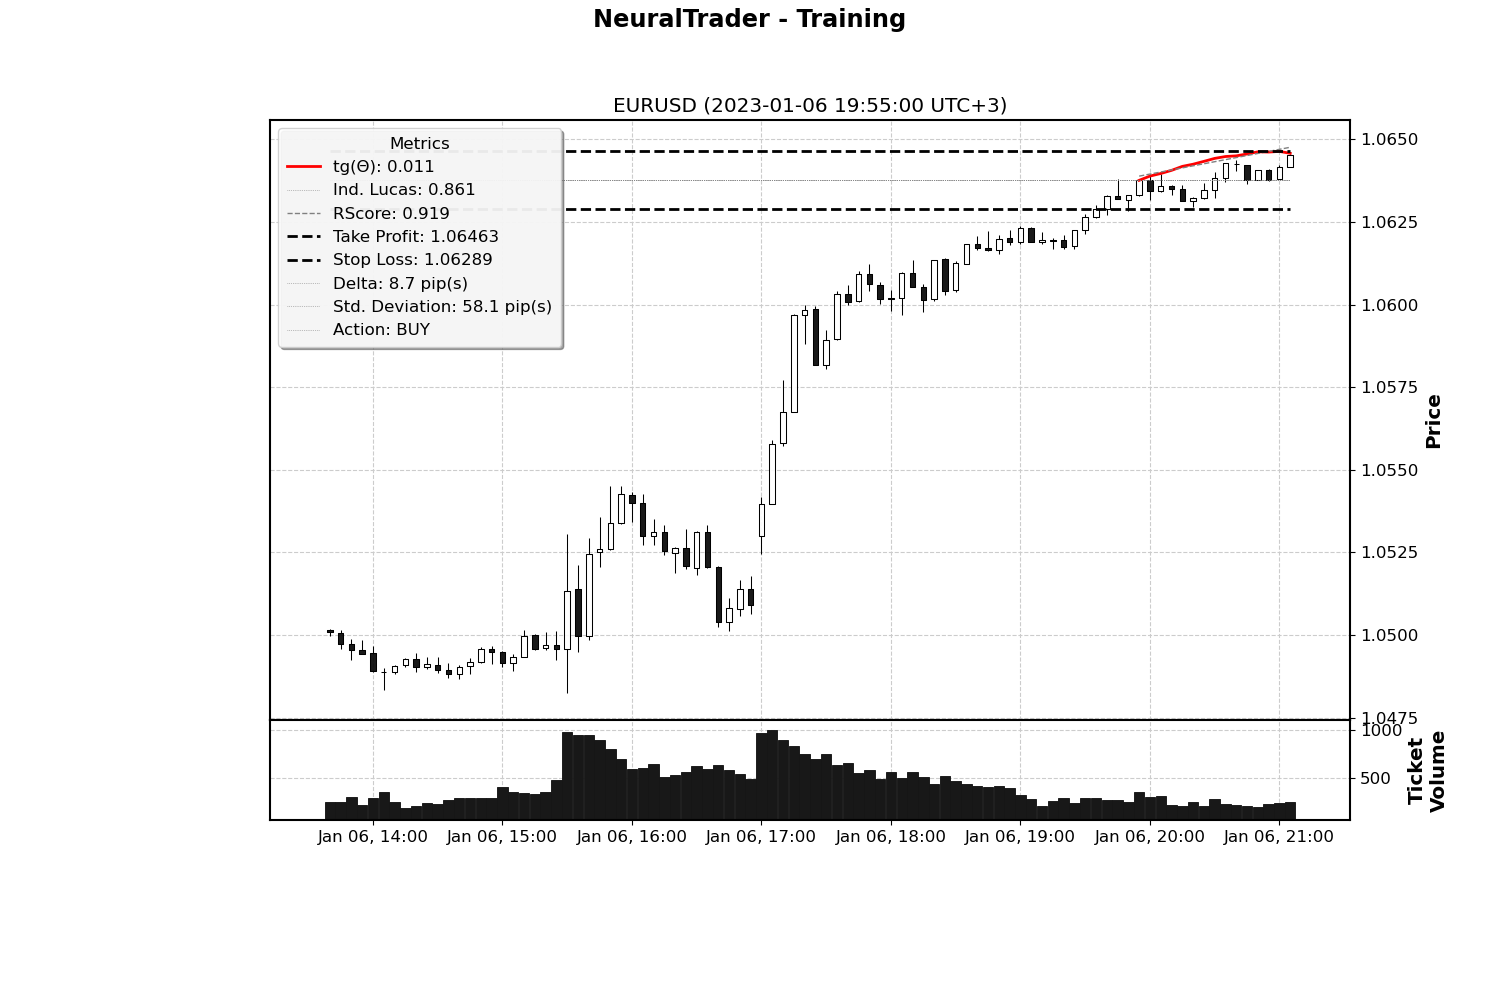 NeuralTrader - Training
EURUSD (2023-01-06 19:55:00 UTC+3)
Metrics
tg(Θ): 0.011
Ind. Lucas: 0.861
RScore: 0.919
Take Profit: 1.06463
Stop Loss: 1.06289
Delta: 8.7 pip(s)
Std. Deviation: 58.1 pip(s)
Action: BUY
1.0650
1.0625
1.0600
1.0575
1.0550
1.0525
1.0500
1.0475
Price
1000
500
Ticket
Volume
Jan 06, 14:00
Jan 06, 15:00
Jan 06, 16:00
Jan 06, 17:00
Jan 06, 18:00
Jan 06, 19:00
Jan 06, 20:00
Jan 06, 21:00